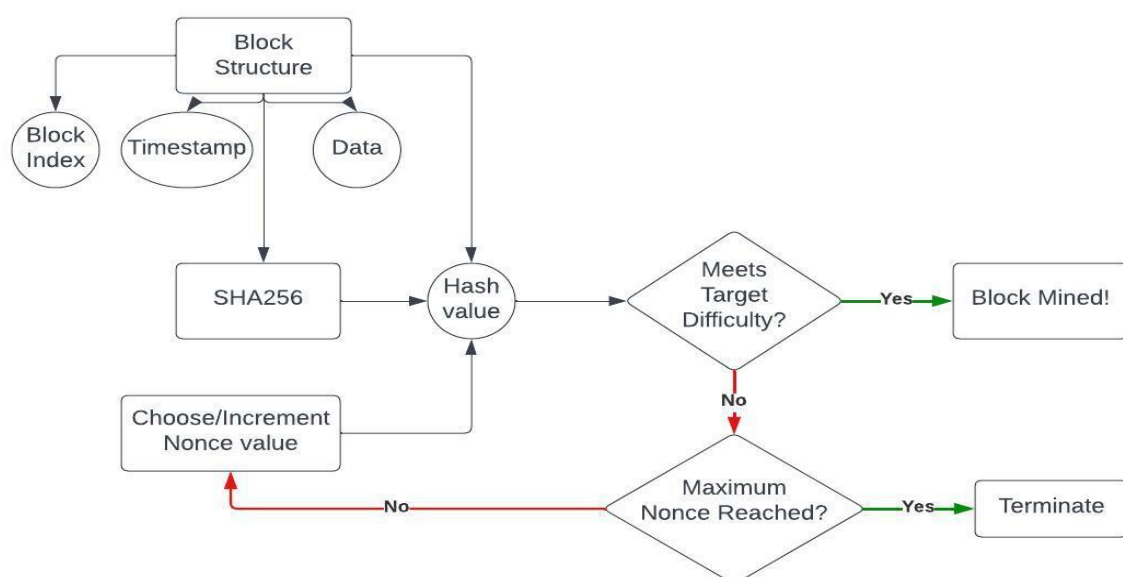 Block
Structure
Block
Index
Timestamp
Data
SHA256
Hash
value
Meets
Target
Difficulty?
Yes
Block Mined!
No
Choose/Increment
Nonce value
Maximum
Nonce Reached?
No
Yes
Terminate